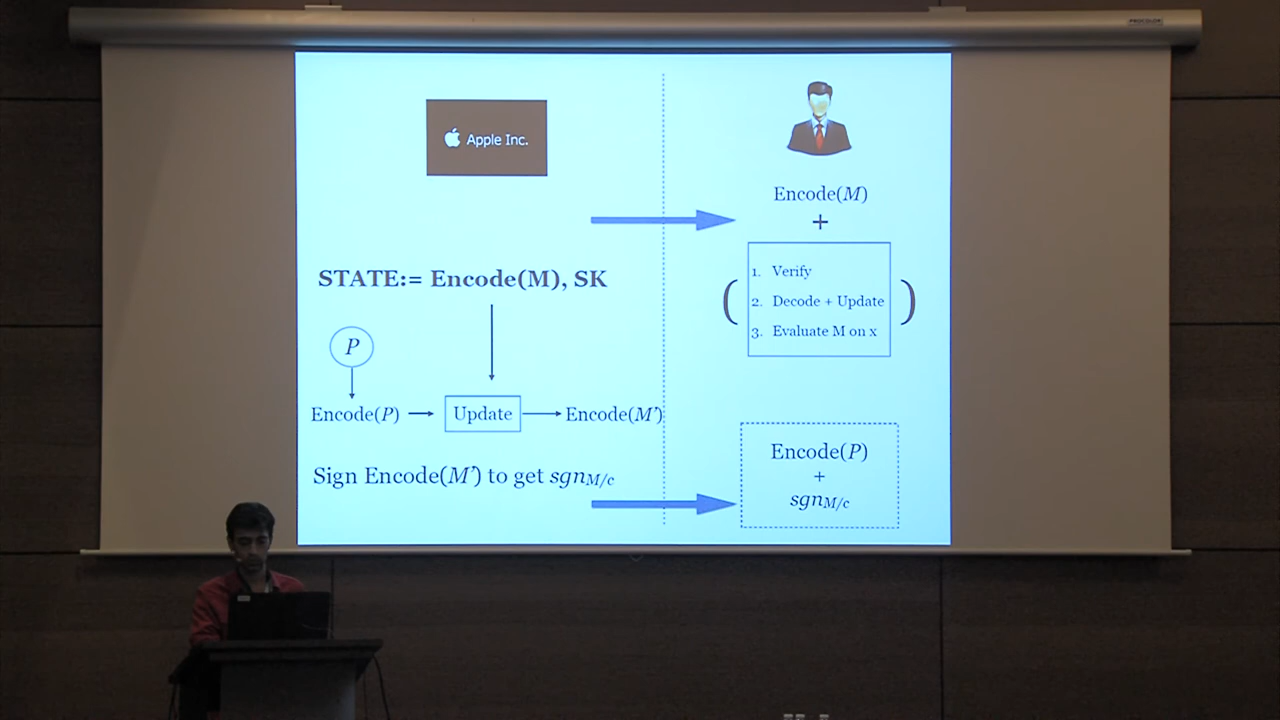 PROCOLOR
Apple Inc.
Encode(M)
+
STATE:= Encode(M), SK
( 1. Verify
2. Decode + Update )
3. Evaluate M on x
P
Encode(P) Update Encode(M')
Encode(P)
+
sgnM/c
Sign Encode(M') to get sgnM/c